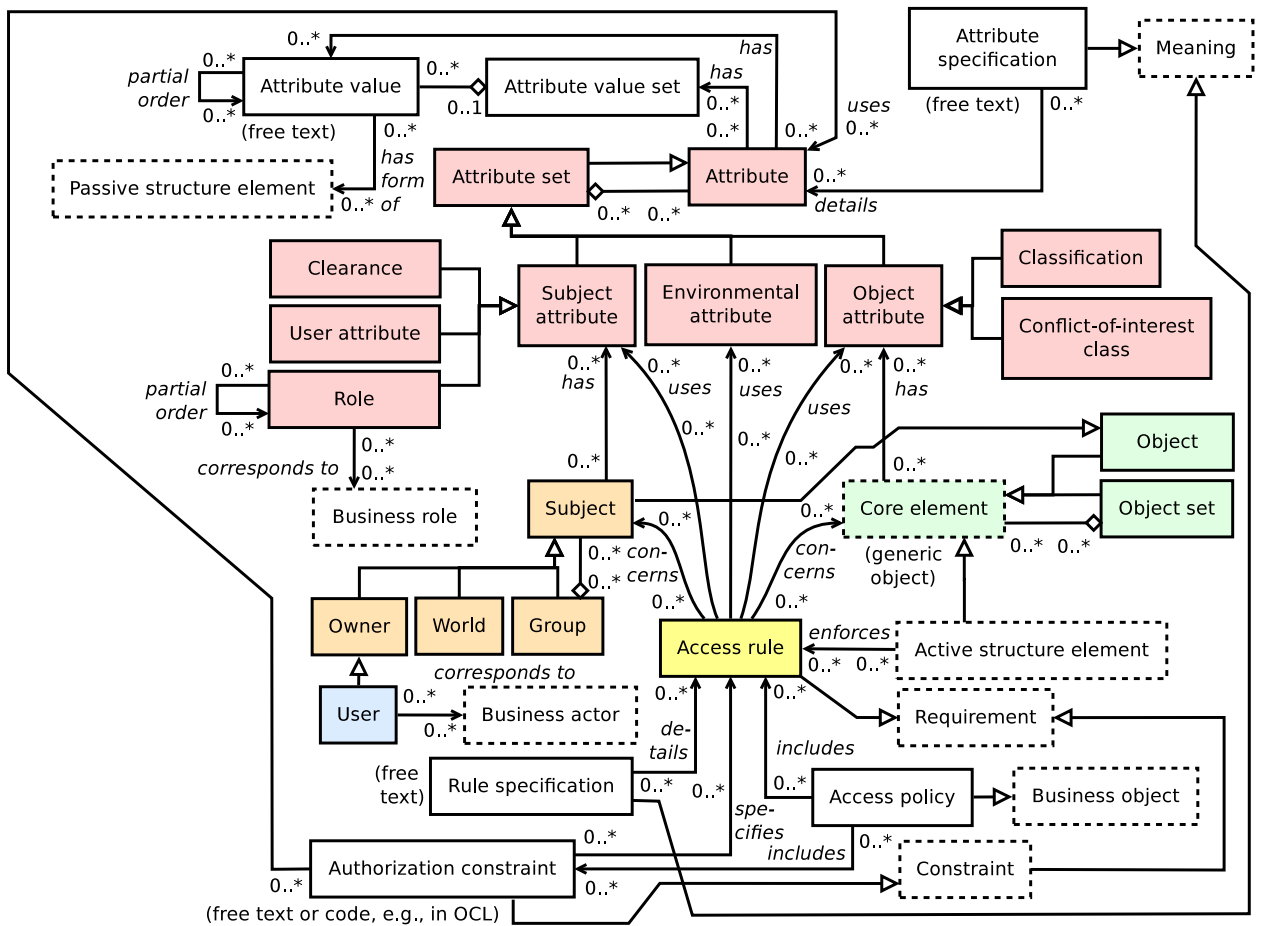 0..*
has
Attribute
specification
Meaning
0..*
partial
order
Attribute value
0..*
0..1
Attribute value set
has
0..*
0..*
(free text)
0..*
0..*
0..*
uses
0..*
(free text)
0..*
has
form
of
Passive structure element
0..*
Attribute set
Attribute
0..*
details
0..*
0..*
Clearance
User attribute
Subject
attribute
Environmental
attribute
Object
attribute
Classification
Conflict-of-interest
class
0..*
partial
order
0..*
Role
0..*
has
0..*
uses
0..*
uses
0..*
uses
0..*
has
0..*
0..*
0..*
0..*
corresponds to
0..*
0..*
0..*
0..*
Business role
Subject
Core element
(generic
object)
Object
Object set
0..*
0..*
0..*
0..*
0..*
0..*
con-
cerns
0..*
con-
cerns
0..*
Owner
World
Group
Access rule
enforces
0..*
0..*
Active structure element
corresponds to
User
0..*
0..*
Business actor
0..*
0..*
Requirement
de-
tails
includes
(free
text)
Rule specification
0..*
0..*
0..*
Access policy
Business object
spe-
cifies
includes
0..*
0..*
Authorization constraint
0..*
0..*
Constraint
(free text or code, e.g., in OCL)